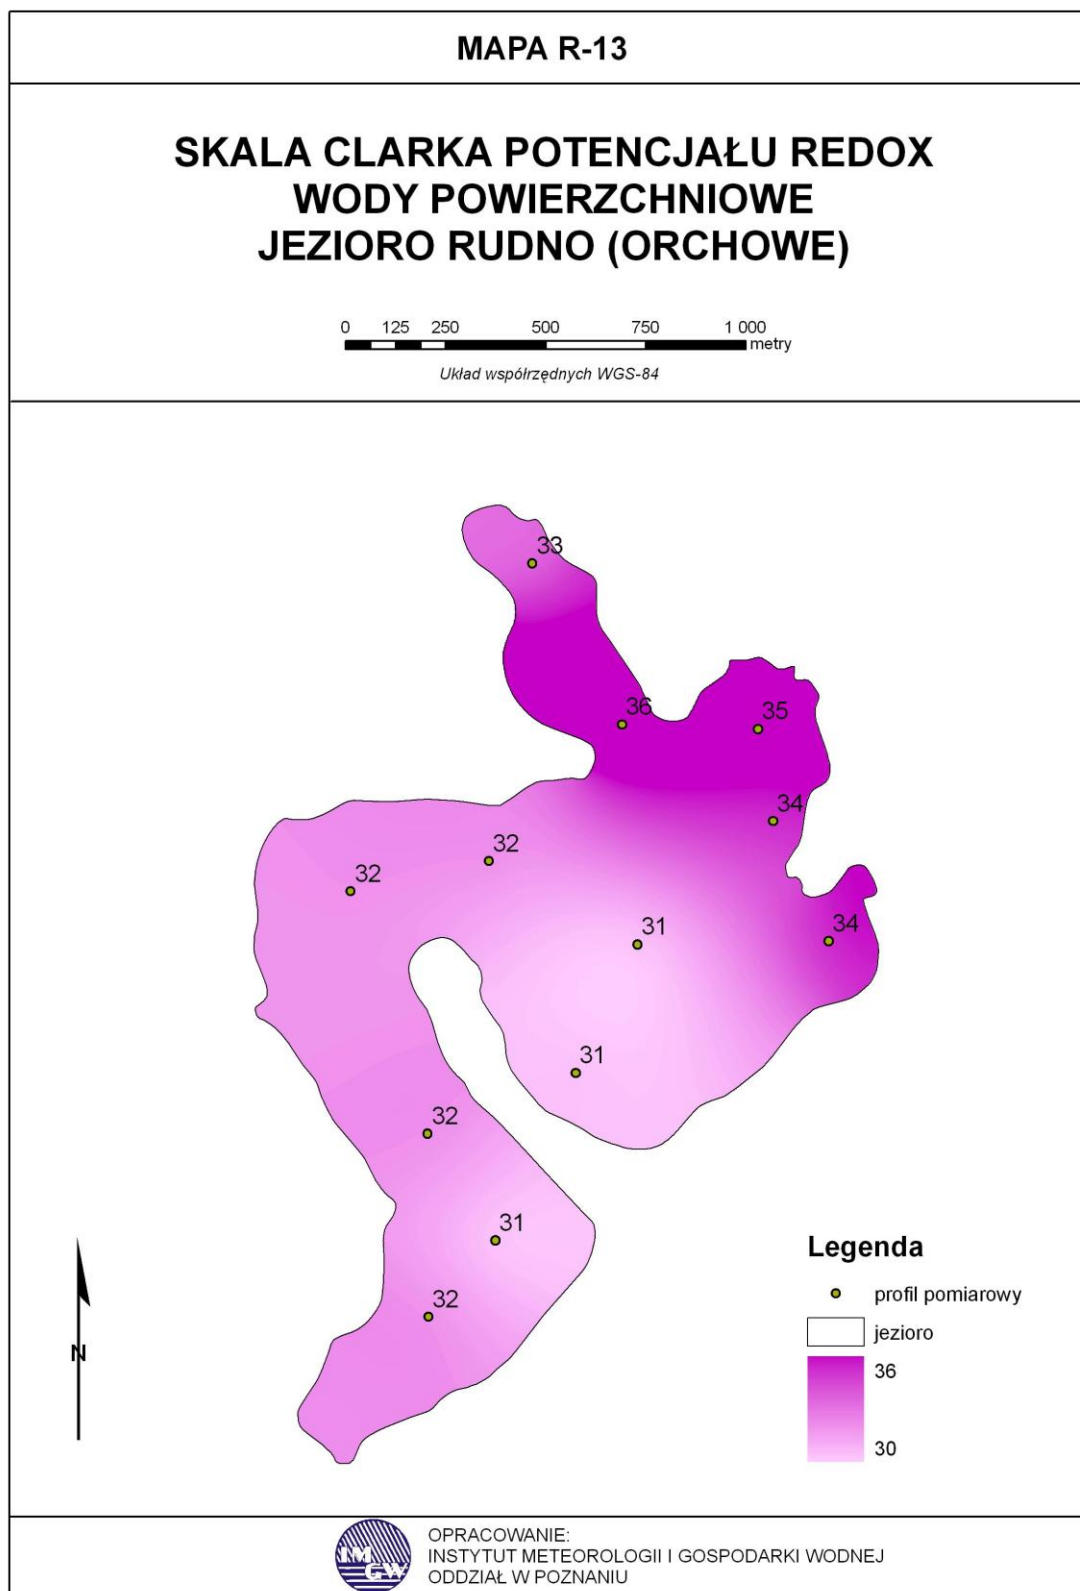 MAPA R-13
SKALA CLARKA POTENCJAŁU REDOX
WODY POWIERZCHNIOWE
JEZIORO RUDNO (ORCHOWE)
0 125 250 500 750 1 000
metry
Układ współrzędnych WGS-84
33
36
35
34
32
32
34
31
31
32
31
32
N
Legenda
profil pomiarowy
jezioro
36
30
IM
GW
OPRACOWANIE:
INSTYTUT METEOROLOGII I GOSPODARKI WODNEJ
ODDZIAŁ W POZNANIU